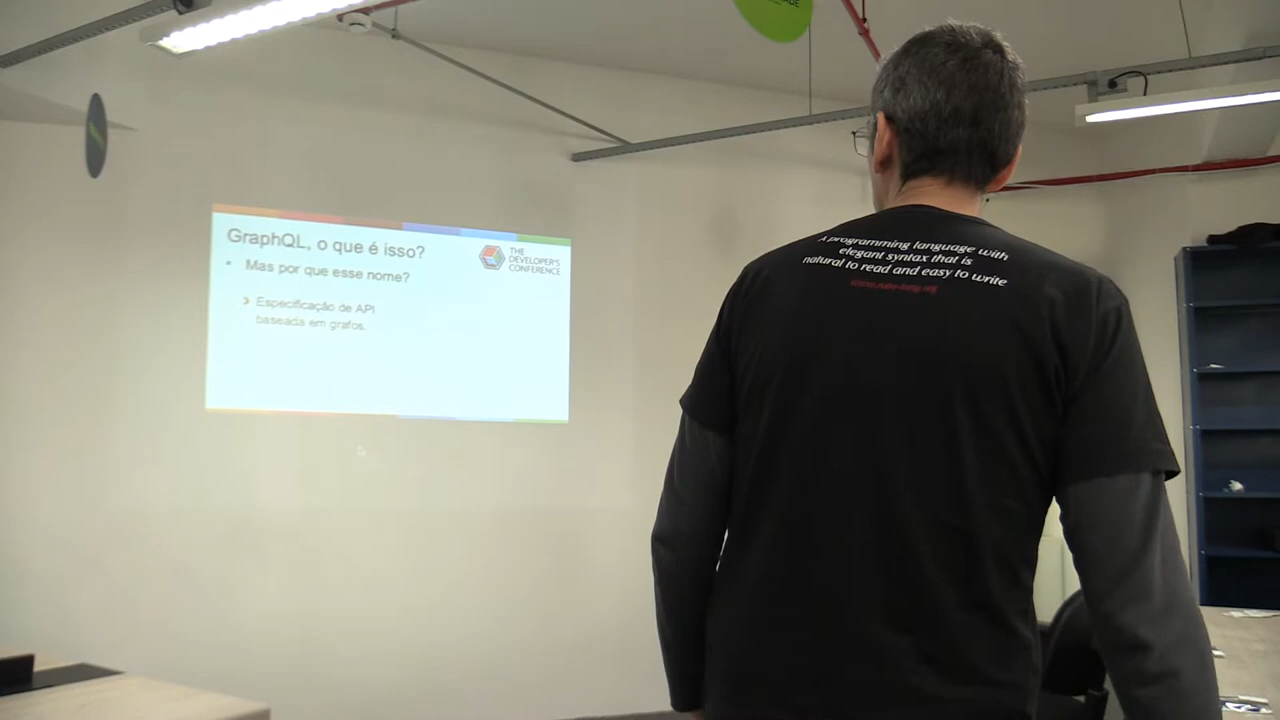 GraphQL, o que é isso?
THE
DEVELOPER'S
CONFERENCE
• Mas por que esse nome?
› Especificação de API
baseada em grafos.
A programming language with
elegant syntax that is
natural to read and easy to write